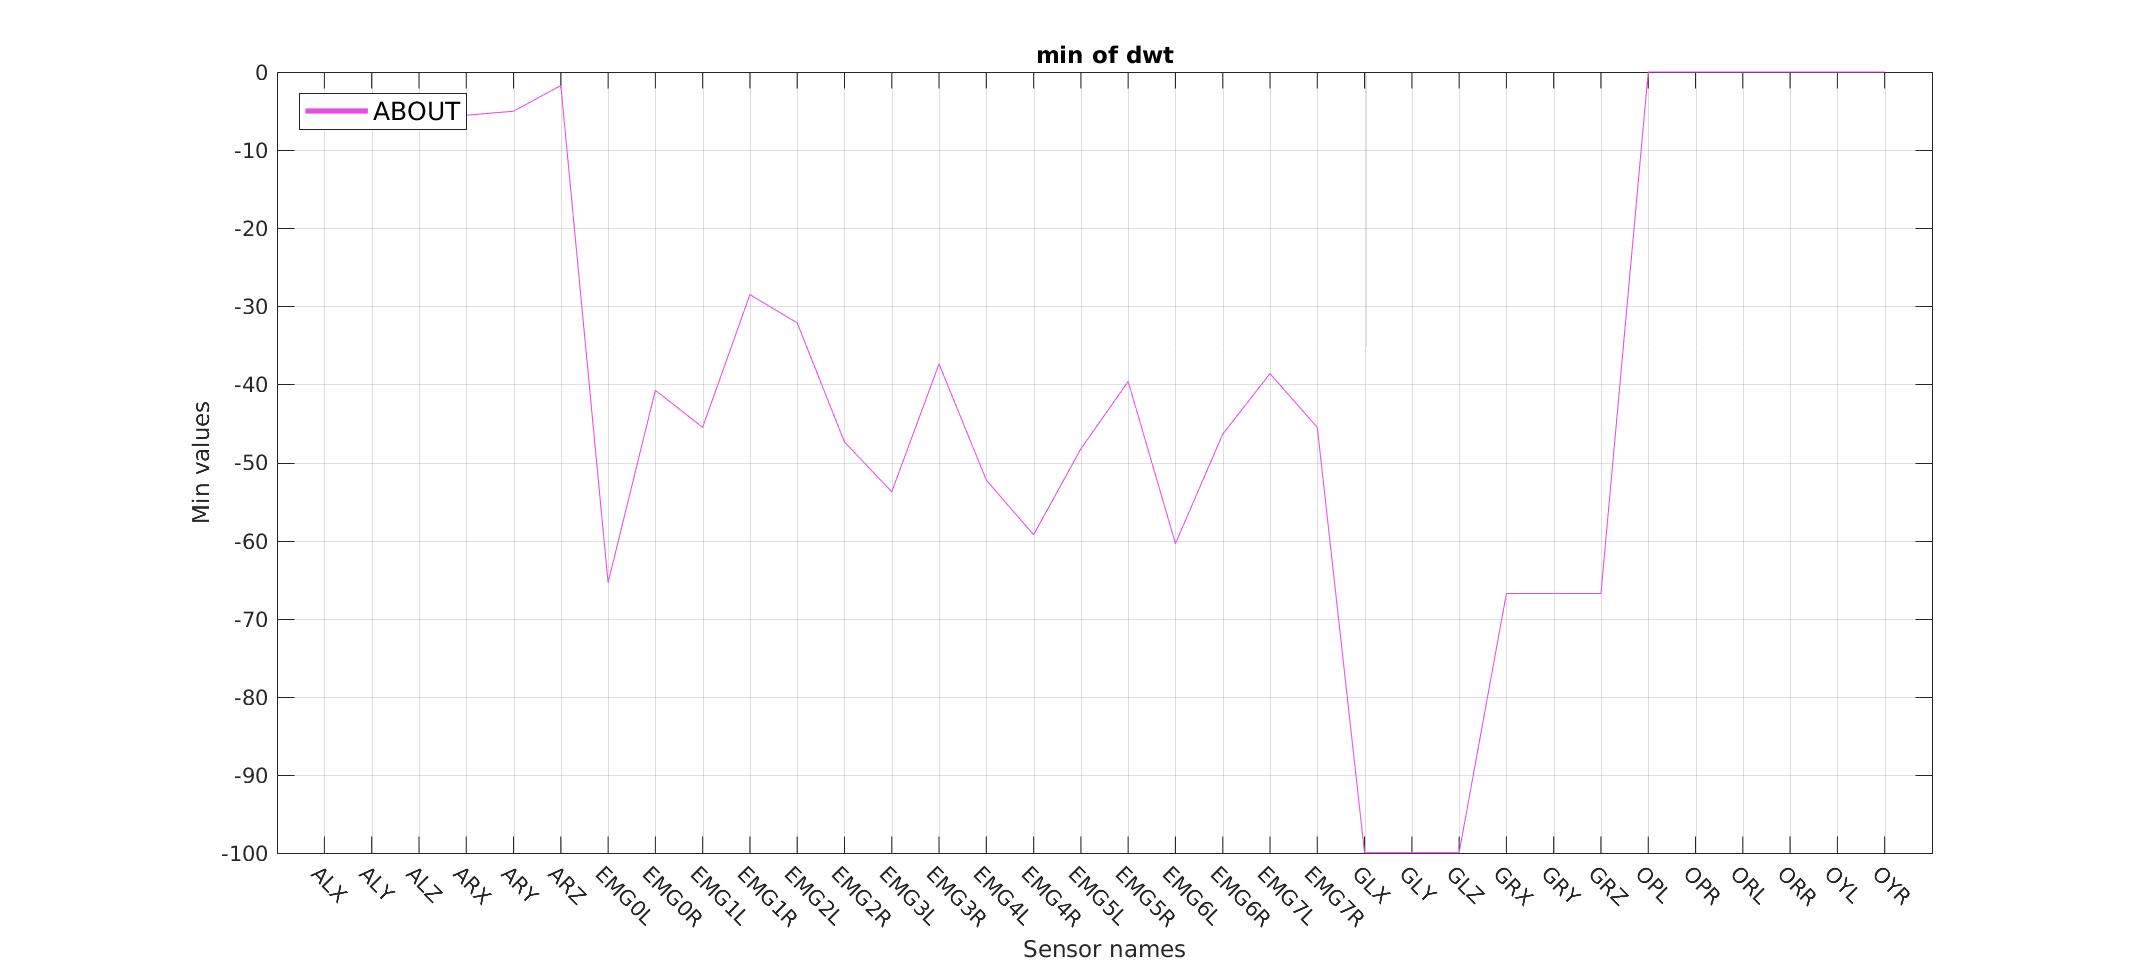 min of dwt
ABOUT
0
-10
-20
-30
-40
-50
-60
-70
-80
-90
-100
Min values
ALX ALY ALZ ARX ARY ARZ EMG0L EMG0R EMG1L EMG1R EMG2L EMG2R EMG3L EMG3R EMG4L EMG4R EMG5L EMG5R EMG6L EMG6R EMG7L EMG7R GLX GLY GLZ GRX GRY GRZ OPL OPR ORL ORR OYL OYR
Sensor names